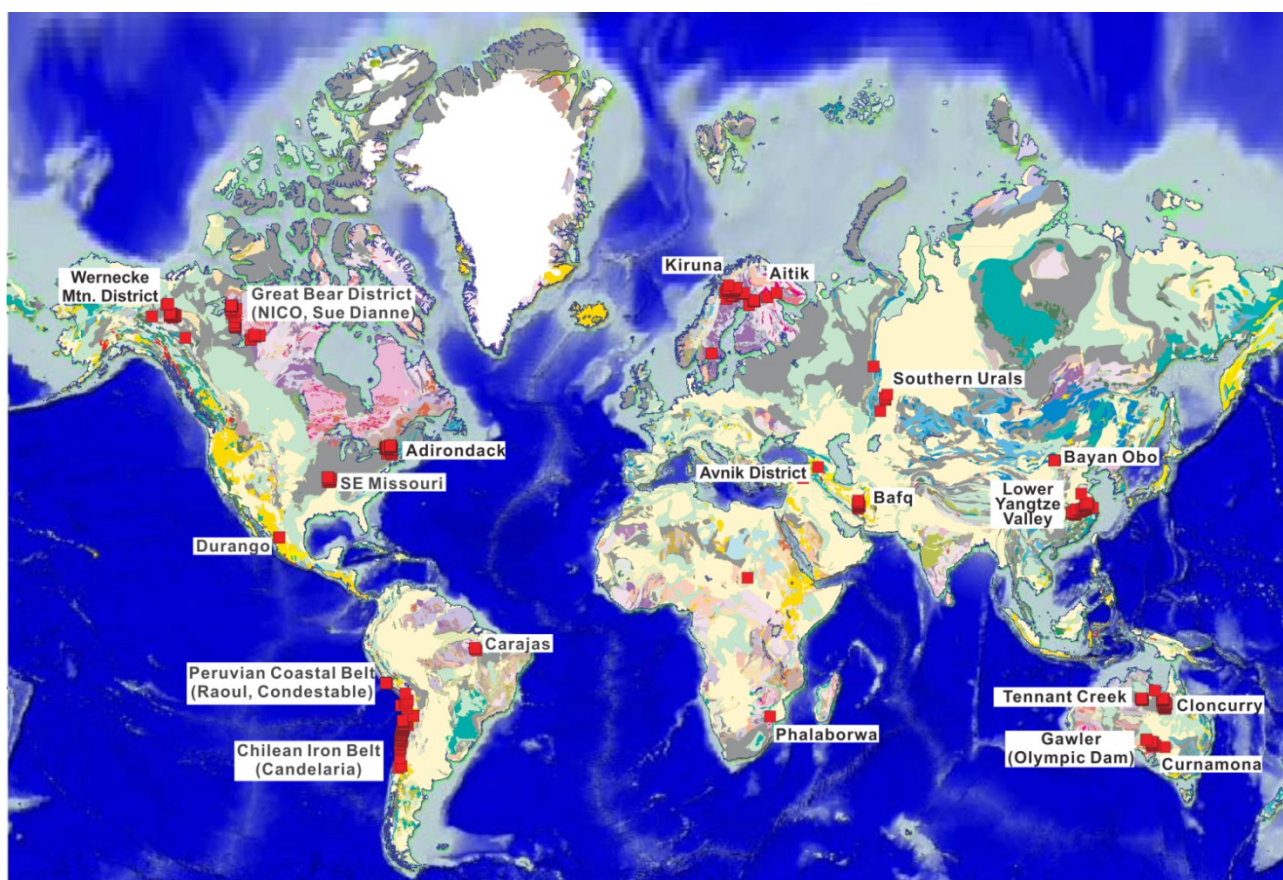 Kiruna
Aitik
Wernecke
Mtn. District
Great Bear District
(NICO, Sue Dianne)
Southern Urals
Adirondack
Bayan Obo
Avnik District
SE Missouri
Bafq
Lower
Yangtze
Valley
Durango
Carajas
Peruvian Coastal Belt
(Raoul, Condestable)
Tennant Creek
Cloncurry
Phalaborwa
Chilean Iron Belt
(Candelaria)
Gawler
(Olympic Dam)
Curnamona